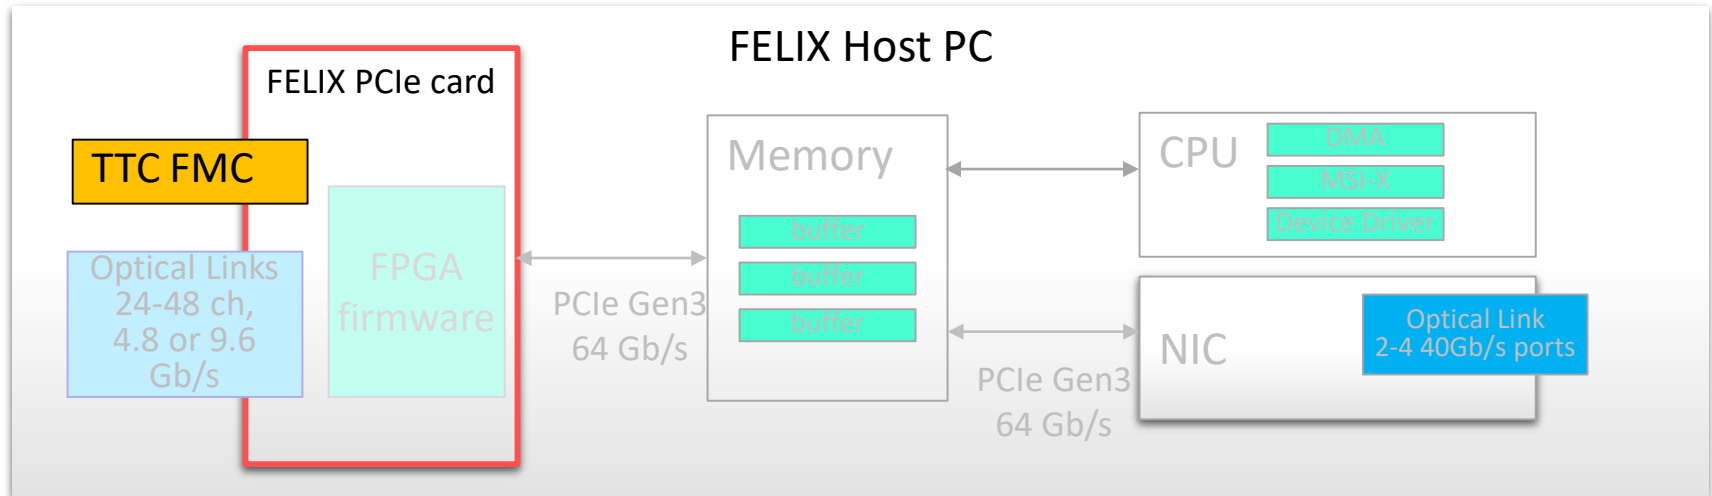 FELIX Host PC
FELIX PCIe card
TTC FMC
Optical Links
24-48 ch,
4.8 or 9.6
Gb/s
FPGA
firmware
PCIe Gen3
64 Gb/s
Memory
buffer
buffer
buffer
PCIe Gen3
64 Gb/s
CPU
DMA
MSI-X
Device Driver
NIC
Optical Link
2-4 40Gb/s ports